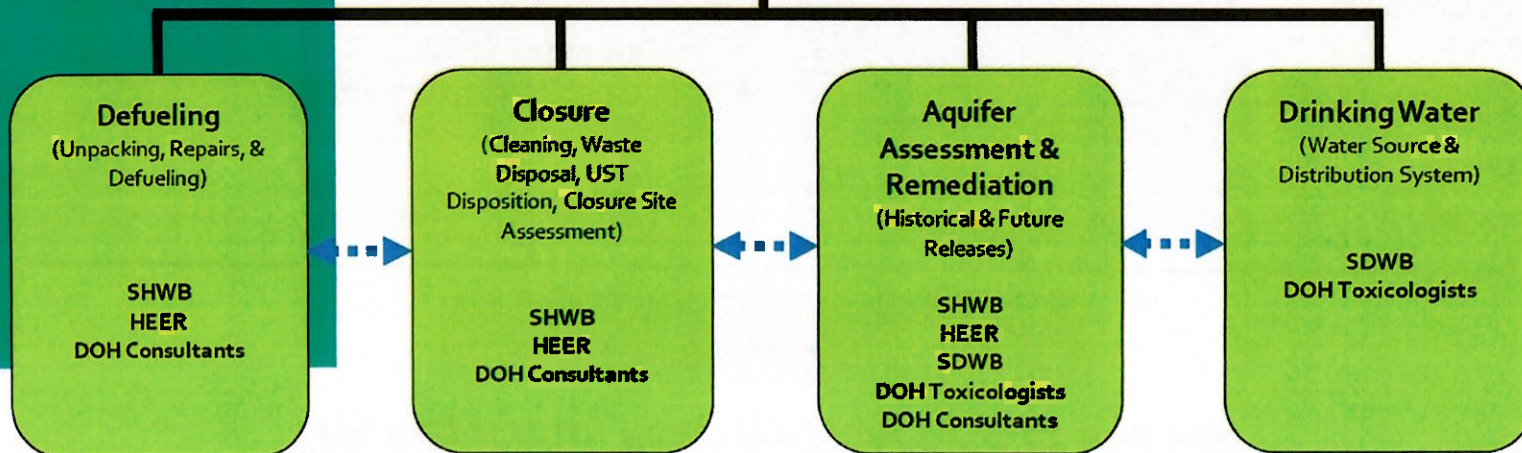 Defueling
(Unpacking, Repairs, &
Defueling)
SHWB
HEER
DOH Consultants
Closure
(Cleaning, Waste
Disposal, UST
Disposition, Closure Site
Assessment)
SHWB
HEER
DOH Consultants
Aquifer
Assessment &
Remediation
(Historical & Future
Releases)
SHWB
HEER
SDWB
DOH Toxicologists
DOH Consultants
Drinking Water
(Water Source &
Distribution System)
SDWB
DOH Toxicologists